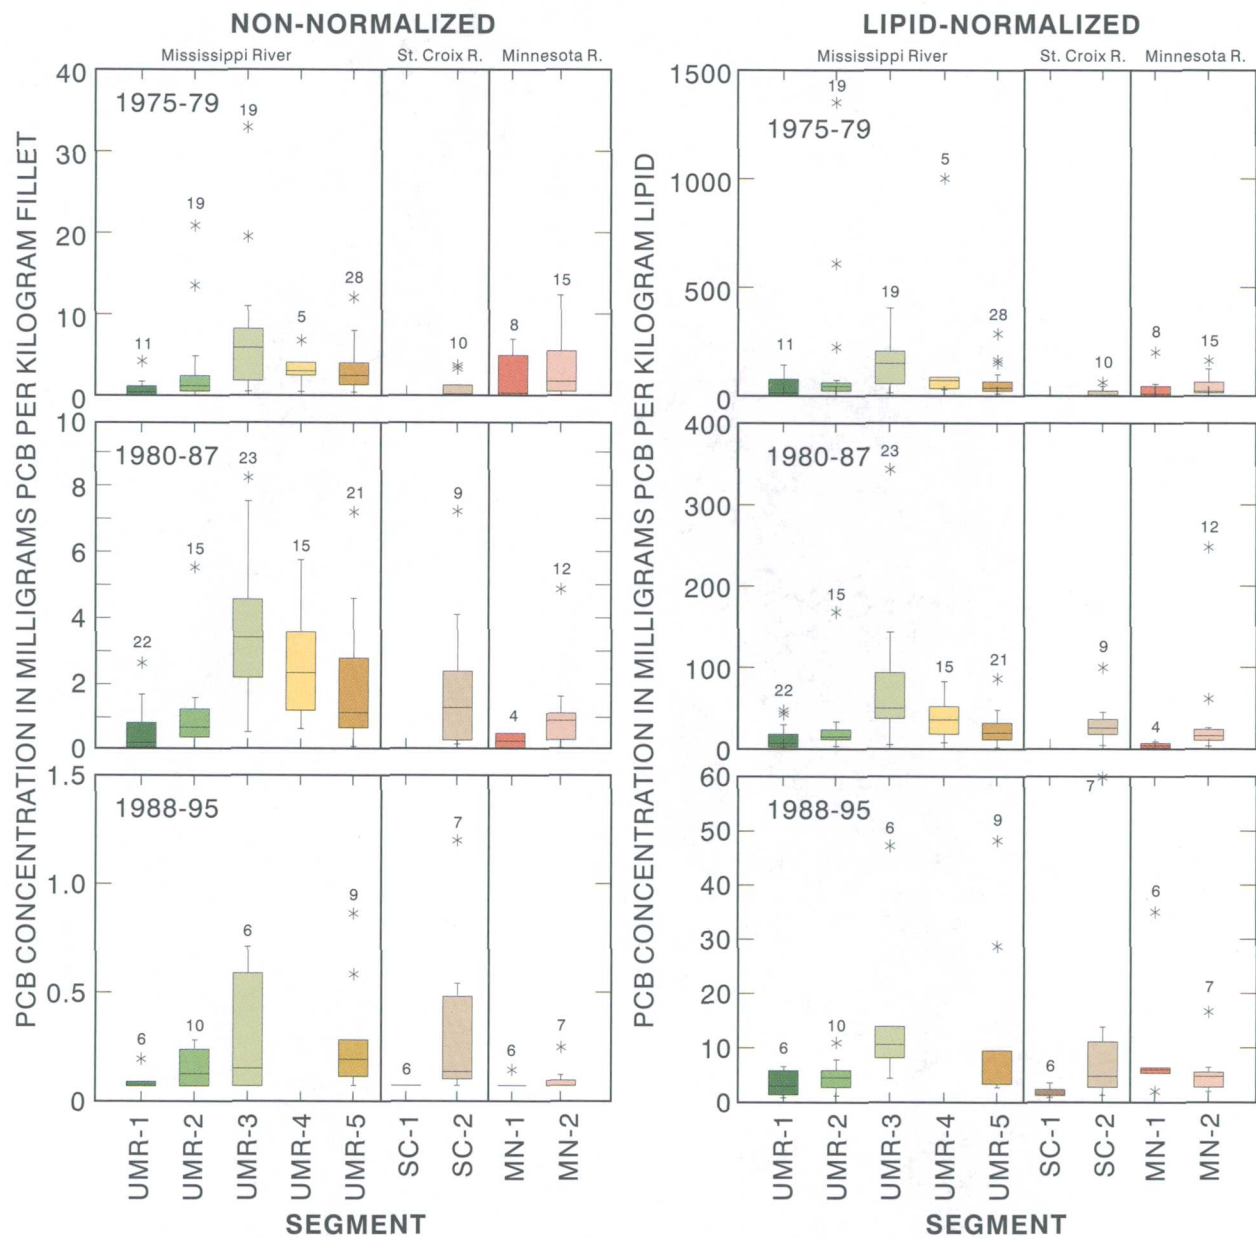 NON-NORMALIZED
LIPID-NORMALIZED
Mississippi River
St. Croix R.
Minnesota R.
Mississippi River
St. Croix R.
Minnesota R.
PCB CONCENTRATION IN MILLIGRAMS PCB PER KILOGRAM FILLET
40
30
20
10
0
1975-79
11
19
19
5
28
10
8
15
10
8
6
4
2
0
1980-87
22
15
23
15
21
9
4
12
1.5
1.0
0.5
0
1988-95
6
10
6
9
6
7
6
7
UMR-1
UMR-2
UMR-3
UMR-4
UMR-5
SC-1
SC-2
MN-1
MN-2
SEGMENT
PCB CONCENTRATION IN MILLIGRAMS PCB PER KILOGRAM LIPID
1500
1000
500
0
1975-79
11
19
19
5
28
10
8
15
400
300
200
100
0
1980-87
22
15
23
15
21
9
4
12
60
50
40
30
20
10
0
1988-95
6
10
6
9
6
7
6
7
UMR-1
UMR-2
UMR-3
UMR-4
UMR-5
SC-1
SC-2
MN-1
MN-2
SEGMENT